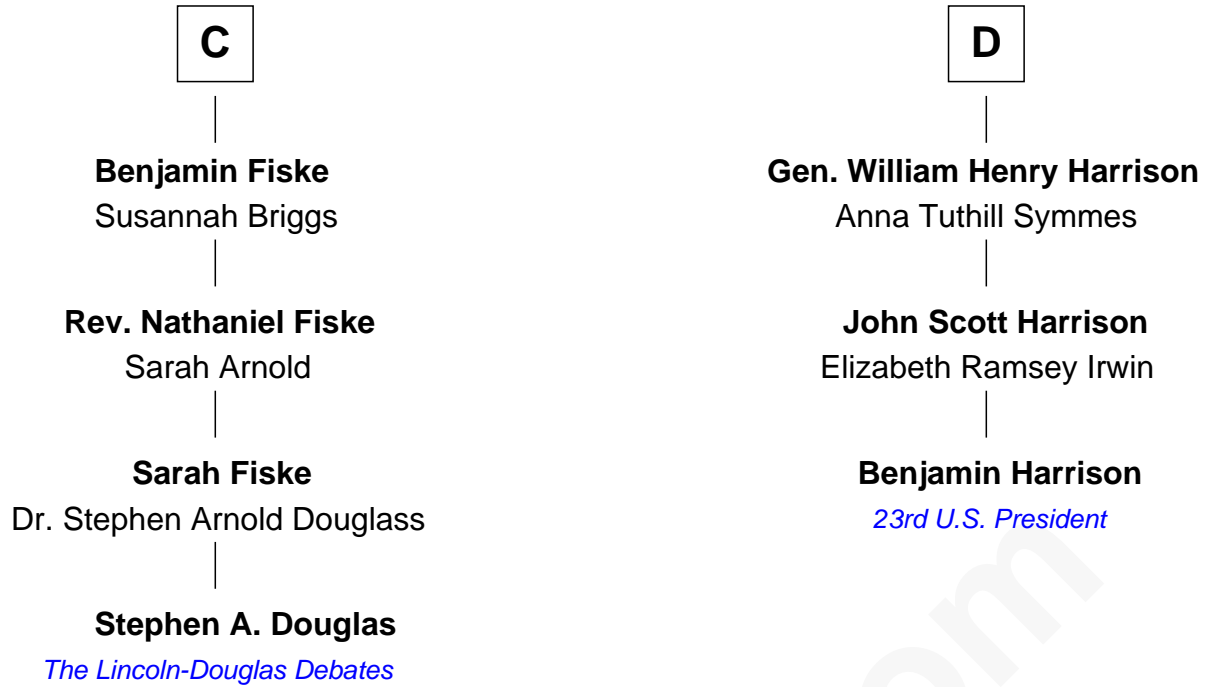 C
Benjamin Fiske
Susannah Briggs
Rev. Nathaniel Fiske
Sarah Arnold
Sarah Fiske
Dr. Stephen Arnold Douglass
Stephen A. Douglas
The Lincoln-Douglas Debates
D
Gen. William Henry Harrison
Anna Tuthill Symmes
John Scott Harrison
Elizabeth Ramsey Irwin
Benjamin Harrison
23rd U.S. President
om